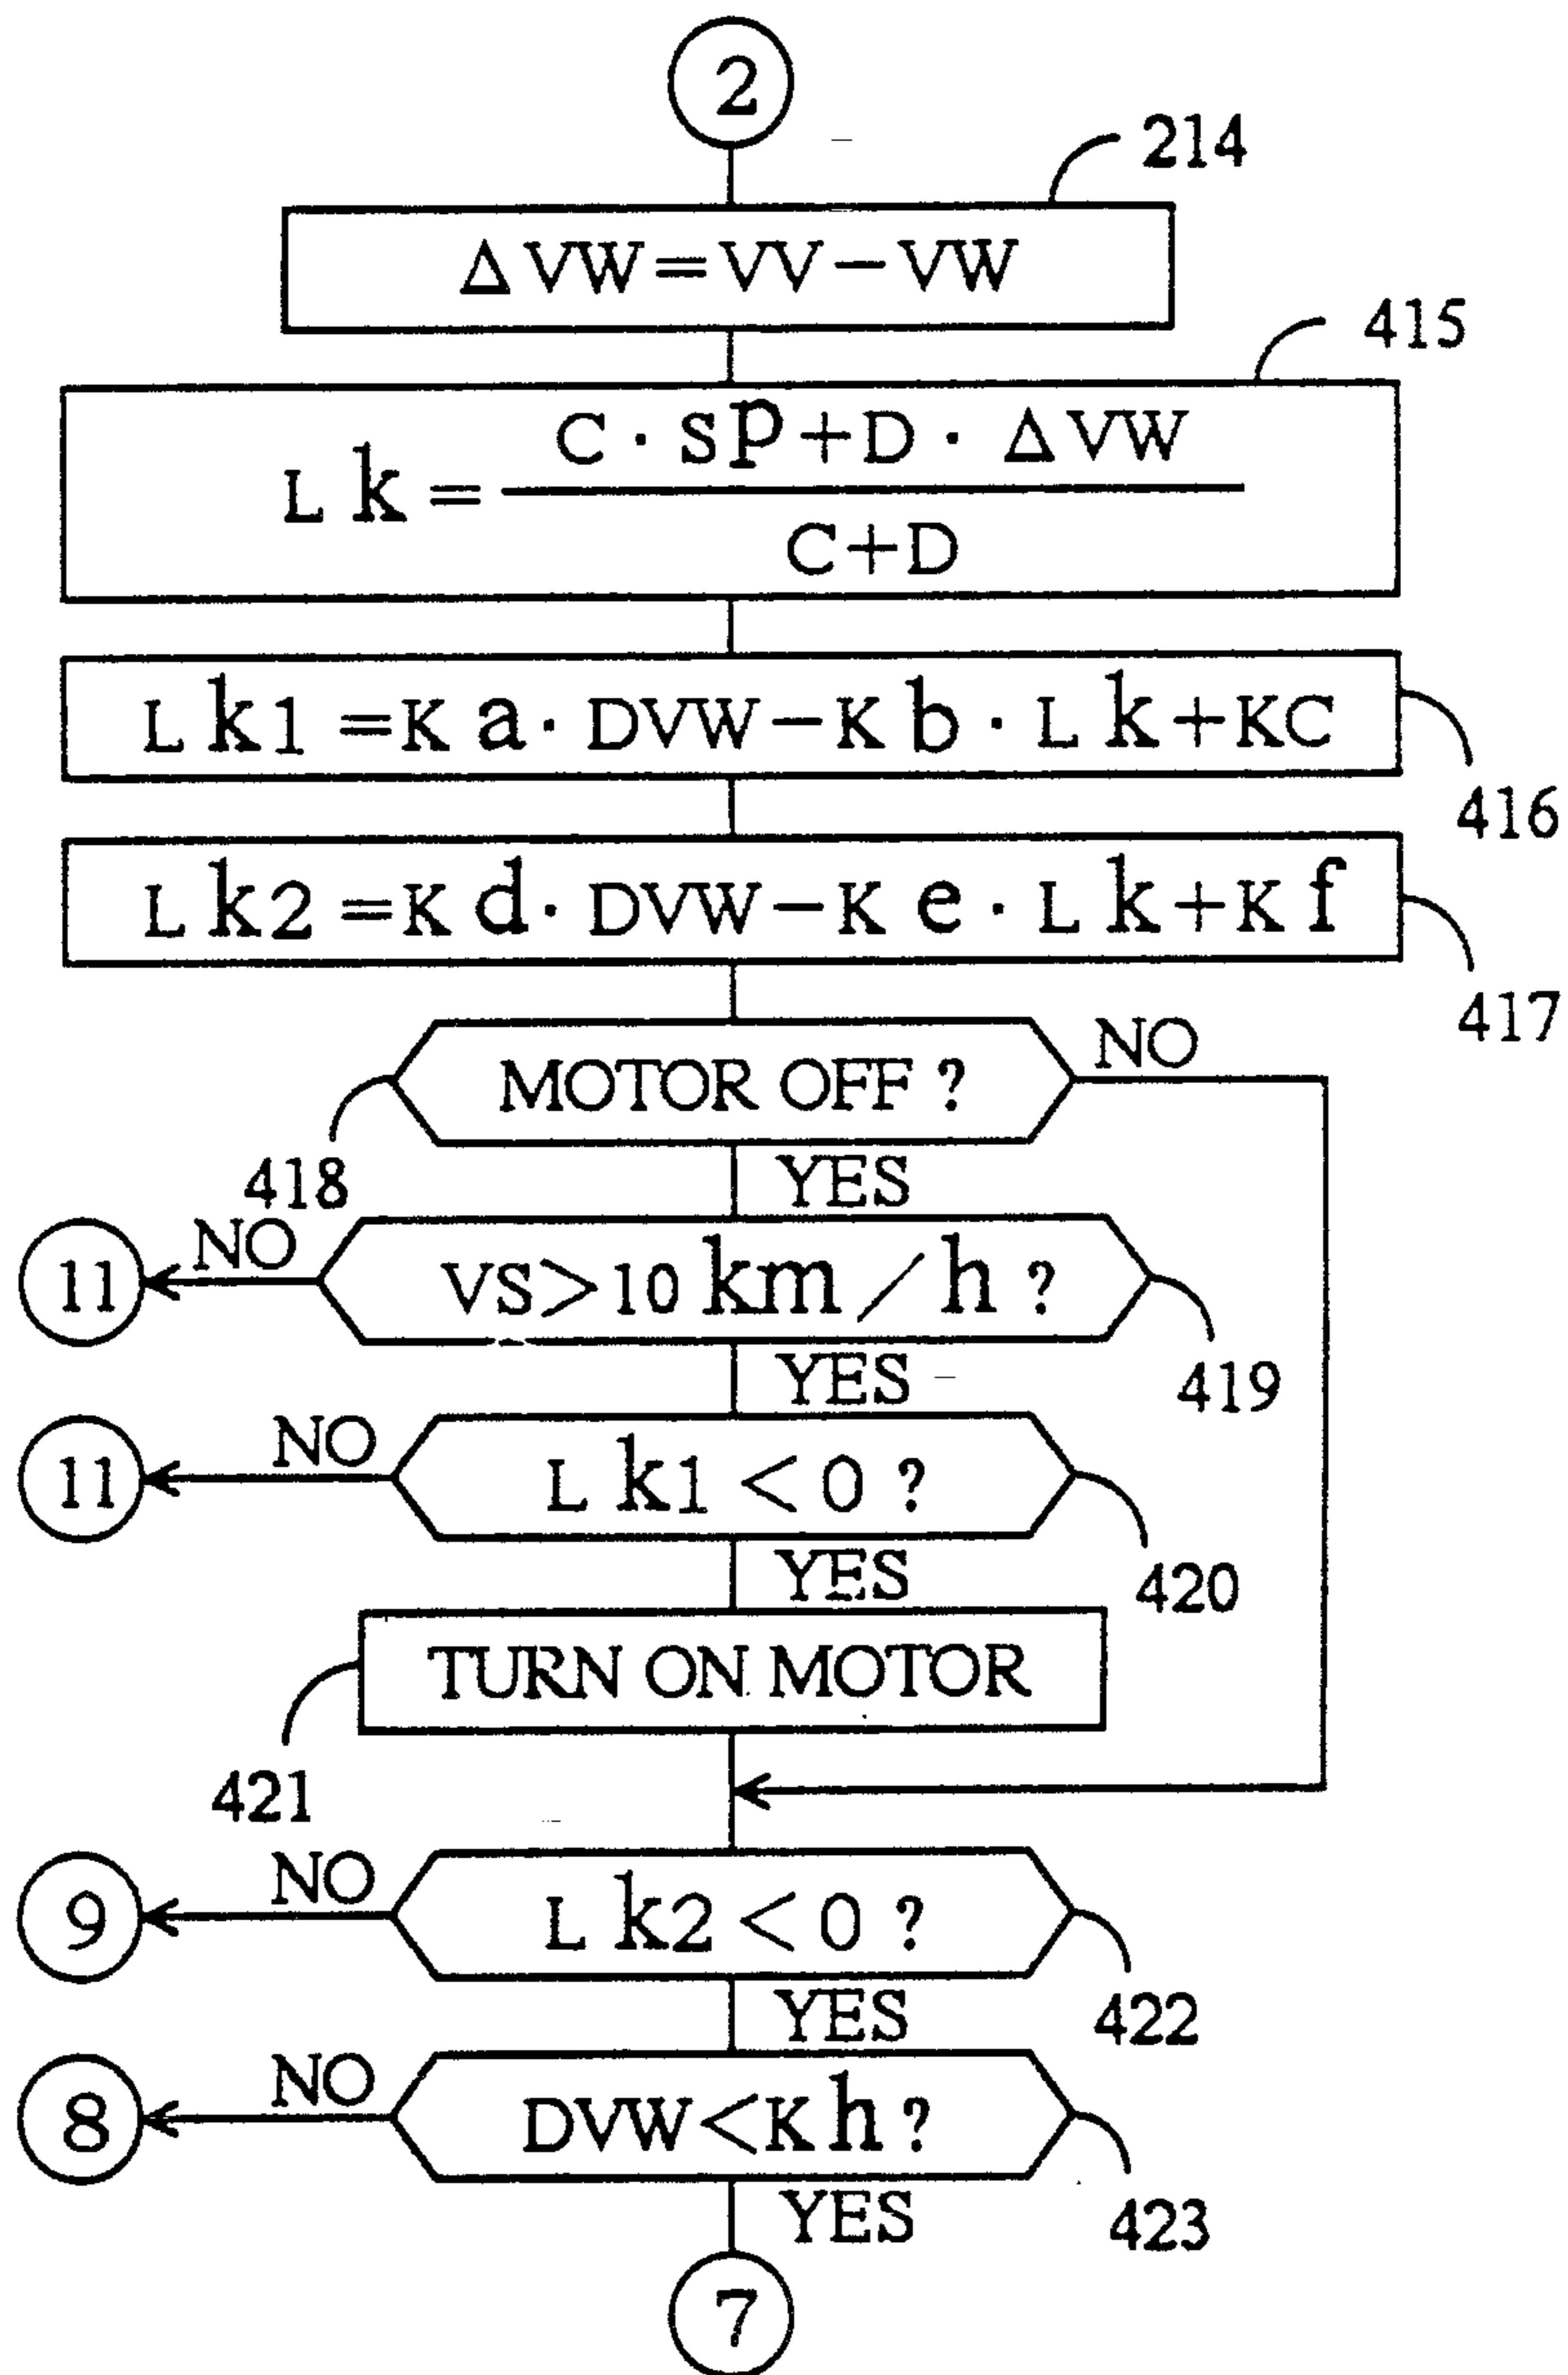 2
214
ΔVW=VV-VW
415
Lk=
C·SP+D·ΔVW
C+D
Lk1=Ka·DVW-Kb·Lk+KC
416
Lk2=Kd·DVW-Ke·Lk+Kf
417
MOTOR OFF?
NO
418
YES
11
NO
VS>10km/h?
419
YES
11
NO
Lk1<0?
420
YES
TURN ON MOTOR
421
9
NO
Lk2<0?
422
YES
8
NO
DVW<Kh?
423
YES
7